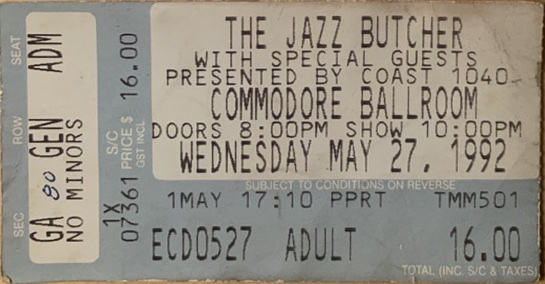 SEAT ADM
ROW GEN
SEC GA 80
NO MINORS
S/C PRICE $ 16.00
GST INCL
1X
07361
THE JAZZ BUTCHER
WITH SPECIAL GUESTS
PRESENTED BY COAST 1040
COMMODORE BALLROOM
DOORS 8:00PM SHOW 10:00PM
WEDNESDAY MAY 27, 1992
SUBJECT TO CONDITIONS ON REVERSE
1MAY 17:10 PPRT TMM501
ECD0527 ADULT 16.00
TOTAL (INC. S/C & TAXES)